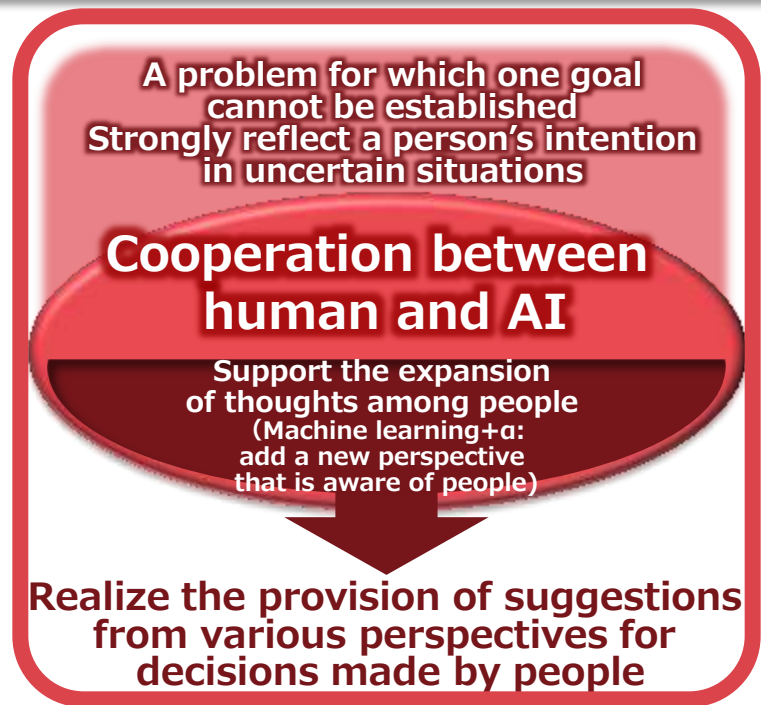 A problem for which one goal
cannot be established
Strongly reflect a person’s intention
in uncertain situations
Cooperation between
human and AI
Support the expansion
of thoughts among people
(Machine learning+α:
add a new perspective
that is aware of people)
Realize the provision of suggestions
from various perspectives for
decisions made by people